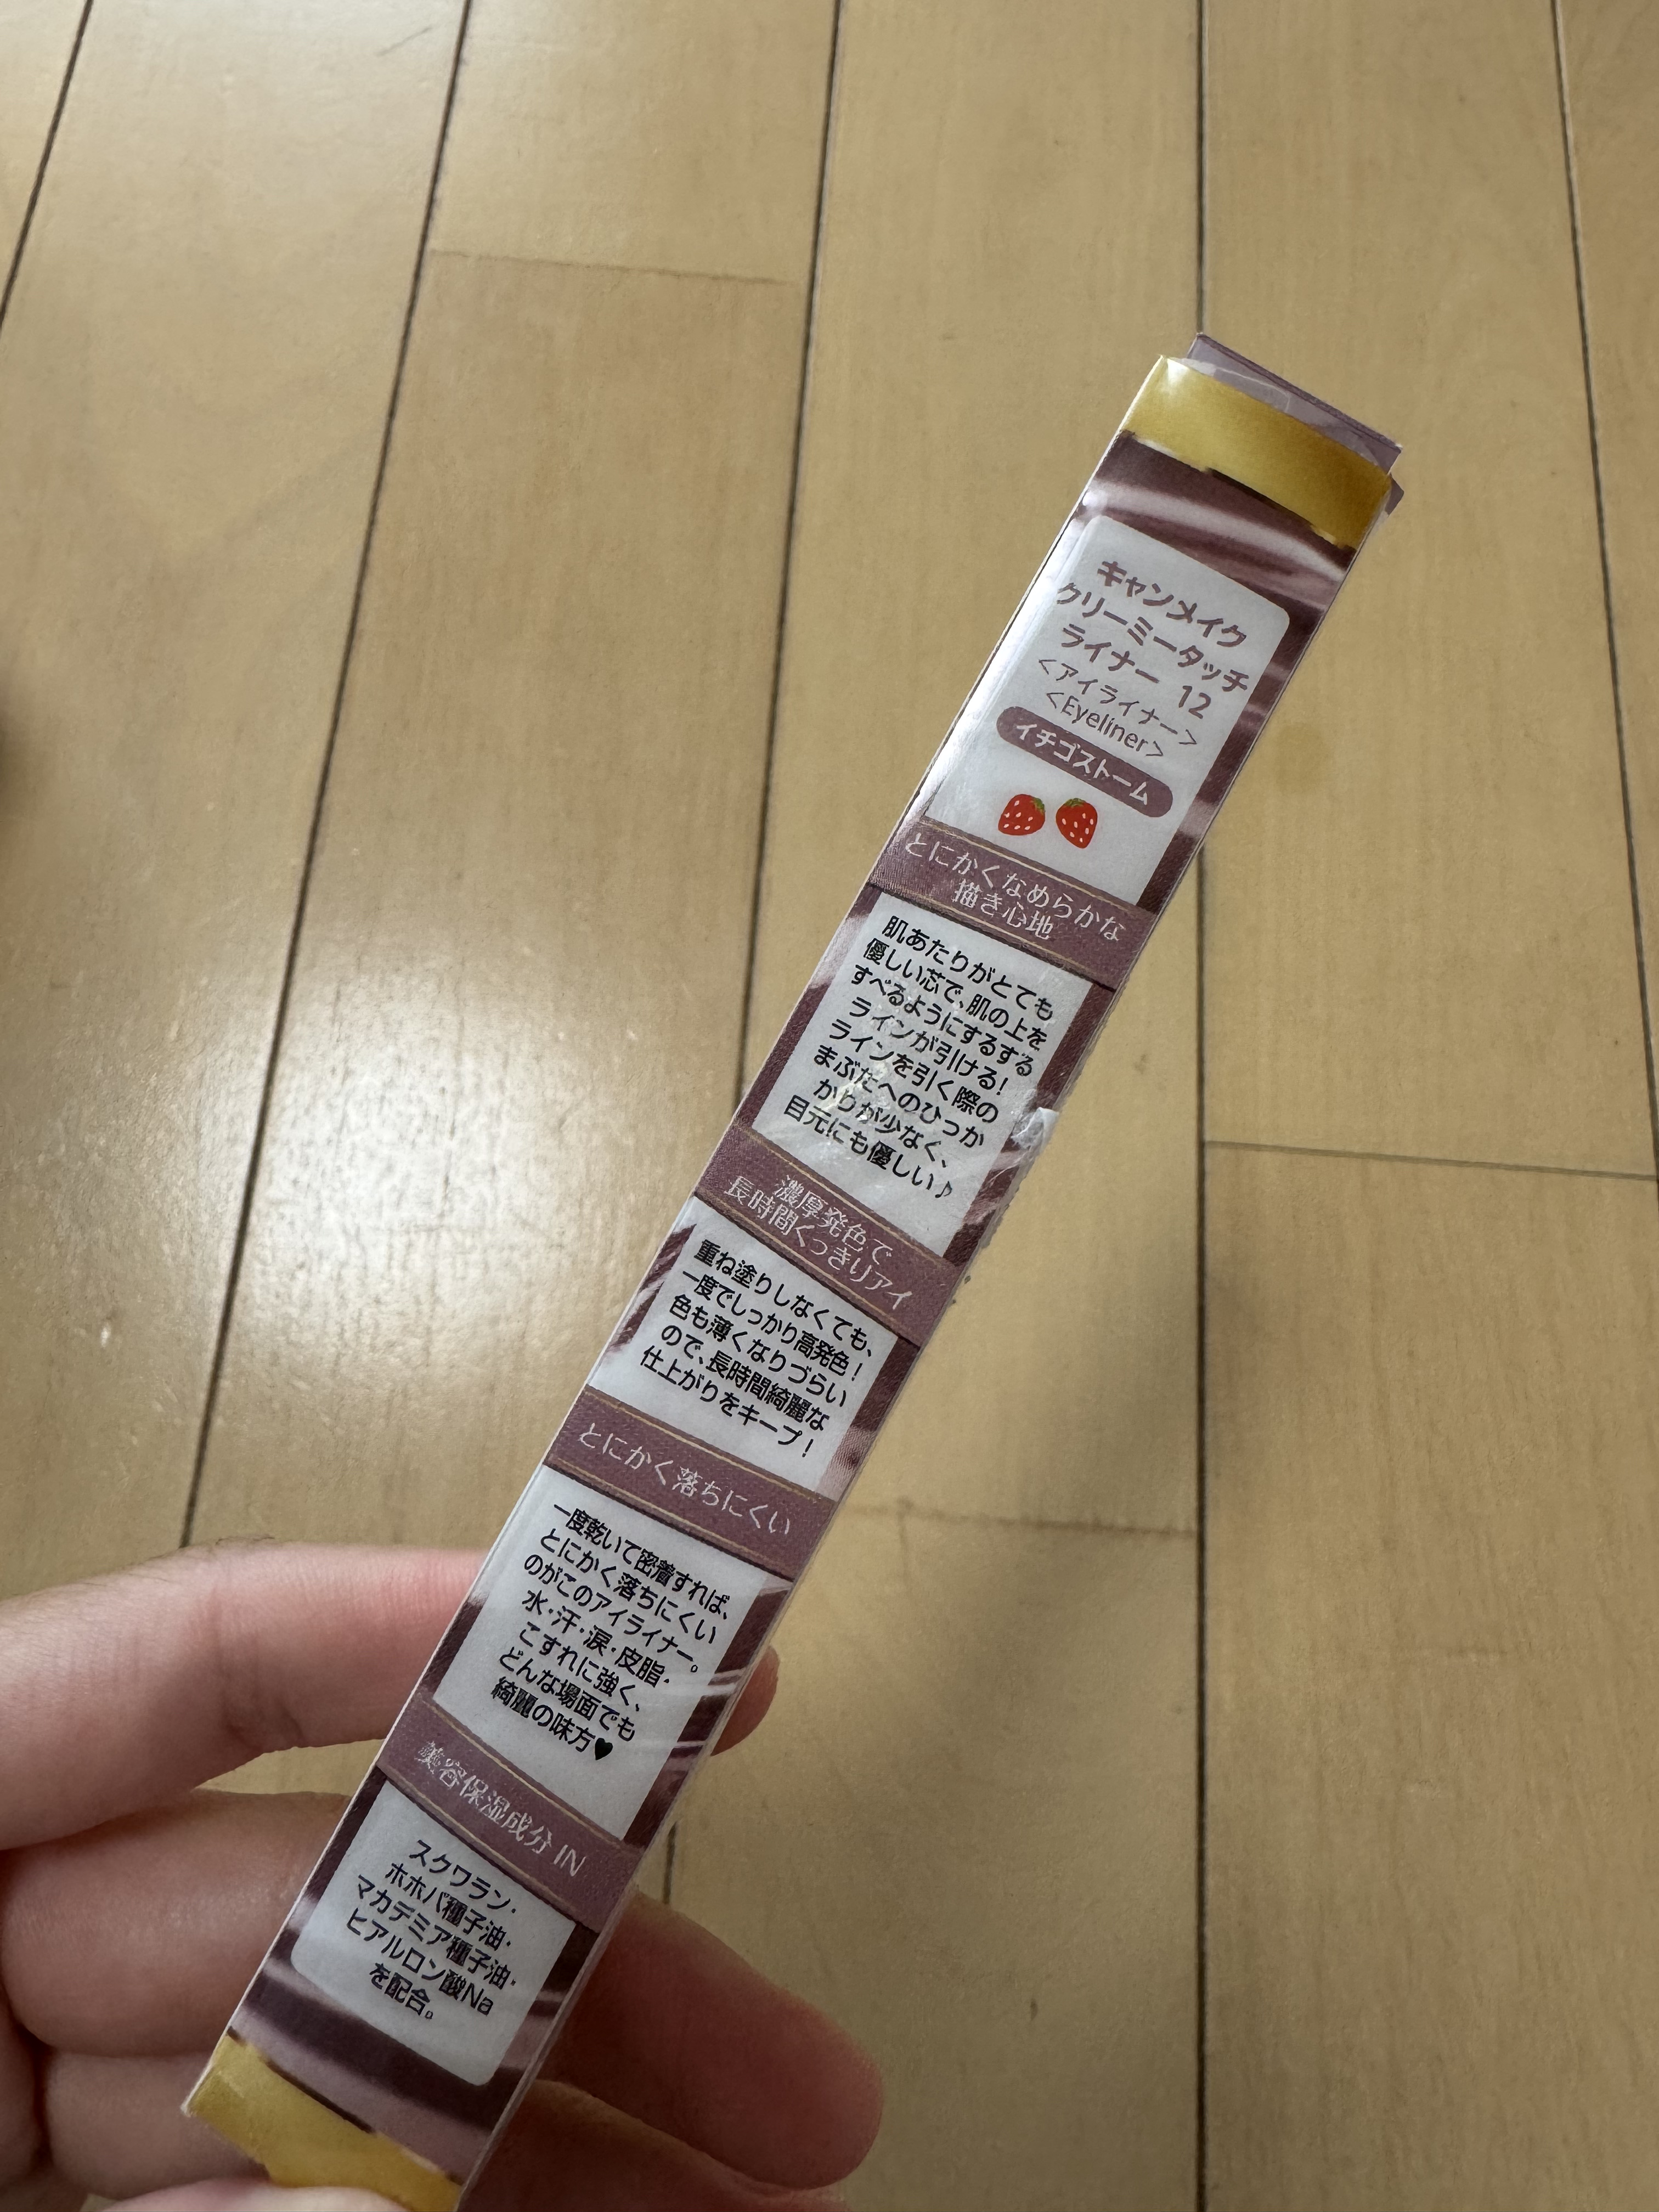 キャンメイク
クリーミータッチ
ライナー 12
<アイライナー>
<Eyeliner>
イチゴストーム
とにかくなめらかな
描き心地
肌あたりがとても
優しい芯で、肌の上を
すべるようにするする
ラインが引ける!
ラインを引く際の
まぶたへのひっか
かりが少なく、
目元にも優しい♪
濃厚発色で
長時間くっきりアイ
重ね塗りしなくても、
一度でしっかり高発色!
色も薄くなりづらい
ので、長時間綺麗な
仕上がりをキープ!
とにかく落ちにくい
一度乾いて密着すれば、
とにかく落ちにくい
のがこのアイライナー。
水・汗・涙・皮脂・
こすれに強く、
どんな場面でも
綺麗の味方♥
美容保湿成分 IN
スクワラン・
ホホバ種子油・
マカデミア種子油・
ヒアルロン酸Na
を配合。